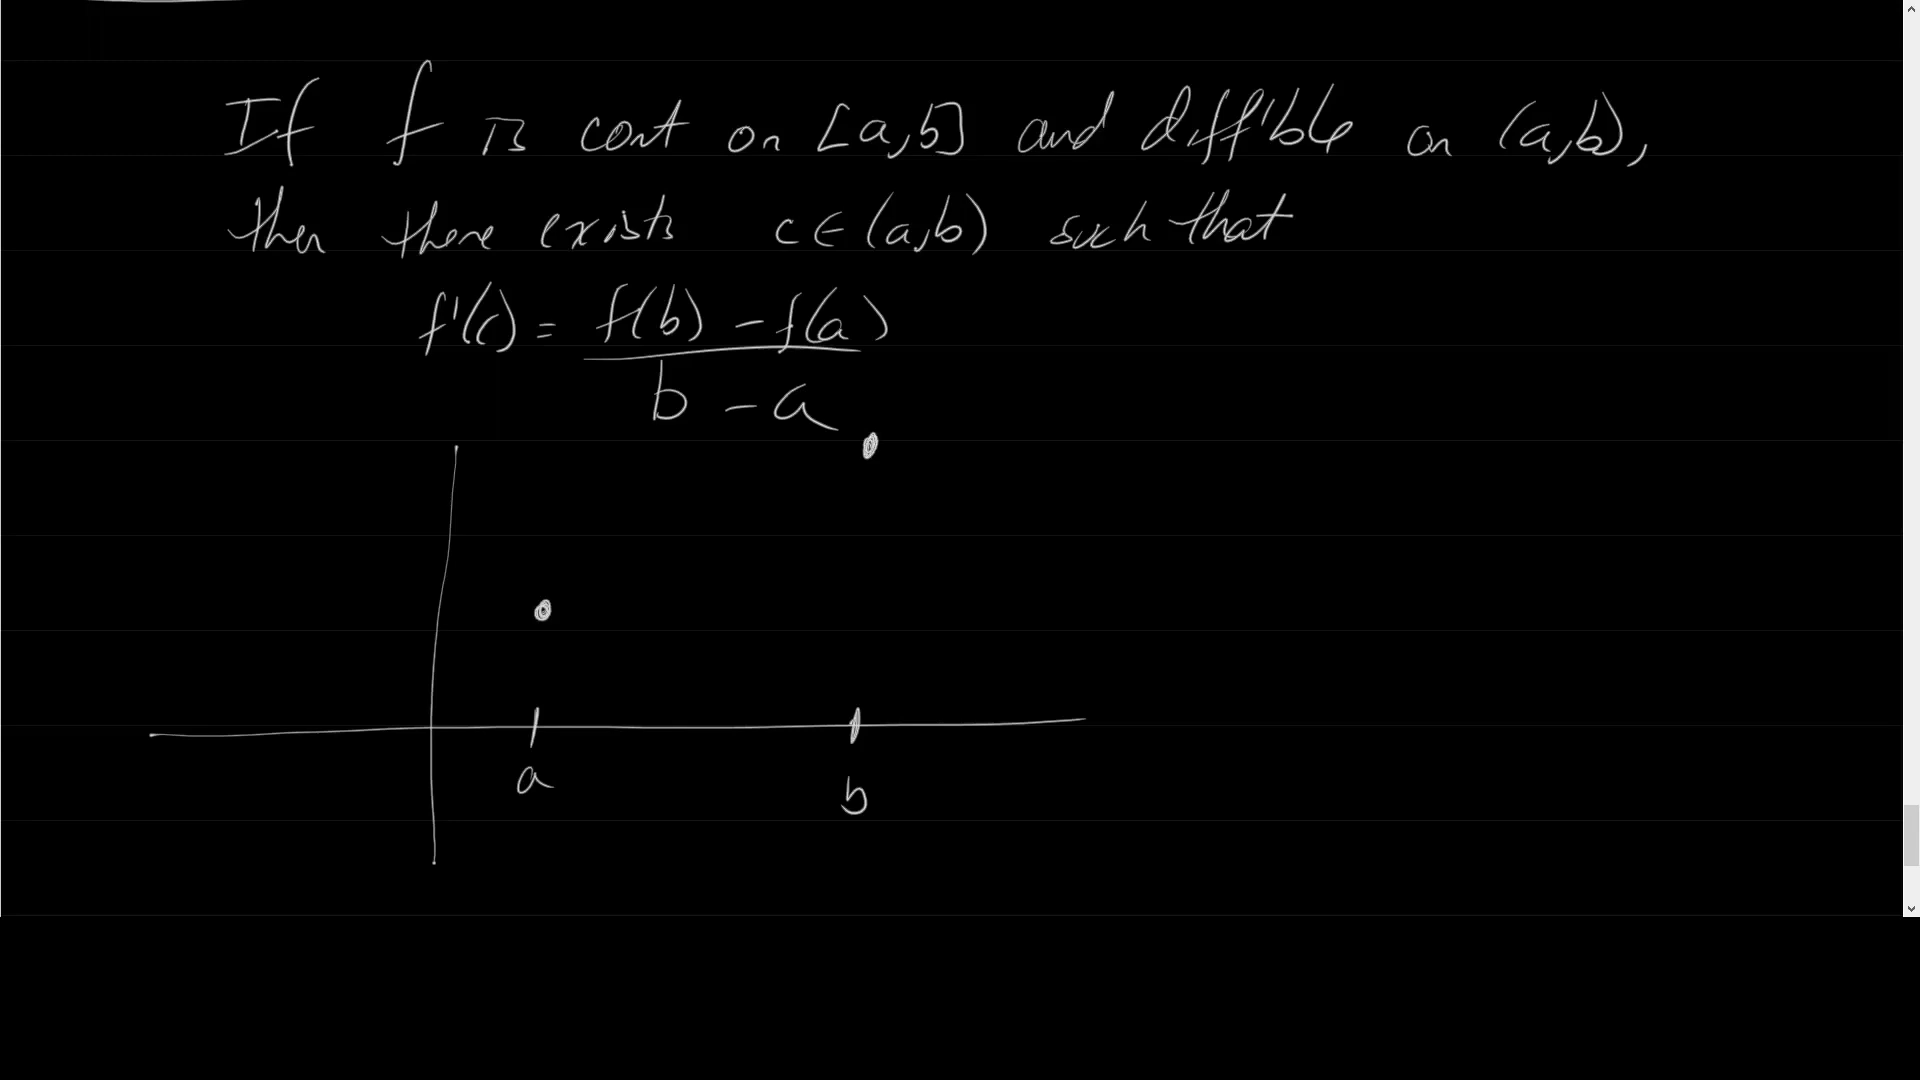 If f is cont on [a,b] and diff'ble on (a,b),
then there exists c∈(a,b) such that
f'(c) = f(b) - f(a)
b - a
a
b